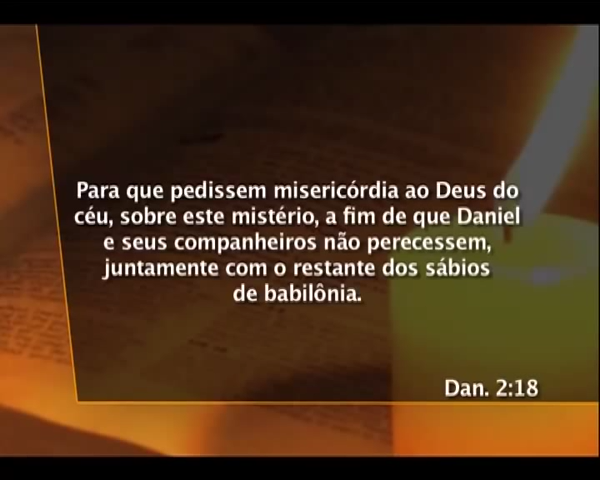 Para que pedissem misericórdia ao Deus do
céu, sobre este mistério, a fim de que Daniel
e seus companheiros não perecessem,
juntamente com o restante dos sábios
de babilônia.
Dan. 2:18